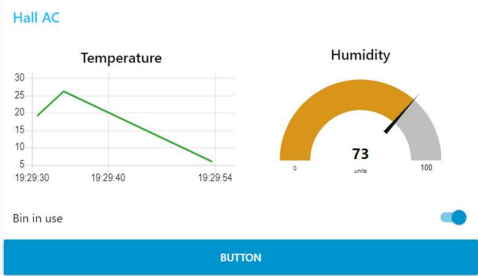 Hall AC
Temperature
30
25
20
15
10
5
19:29:30 19:29:40 19:29:54
Humidity
73
units
0 100
Bin in use
BUTTON